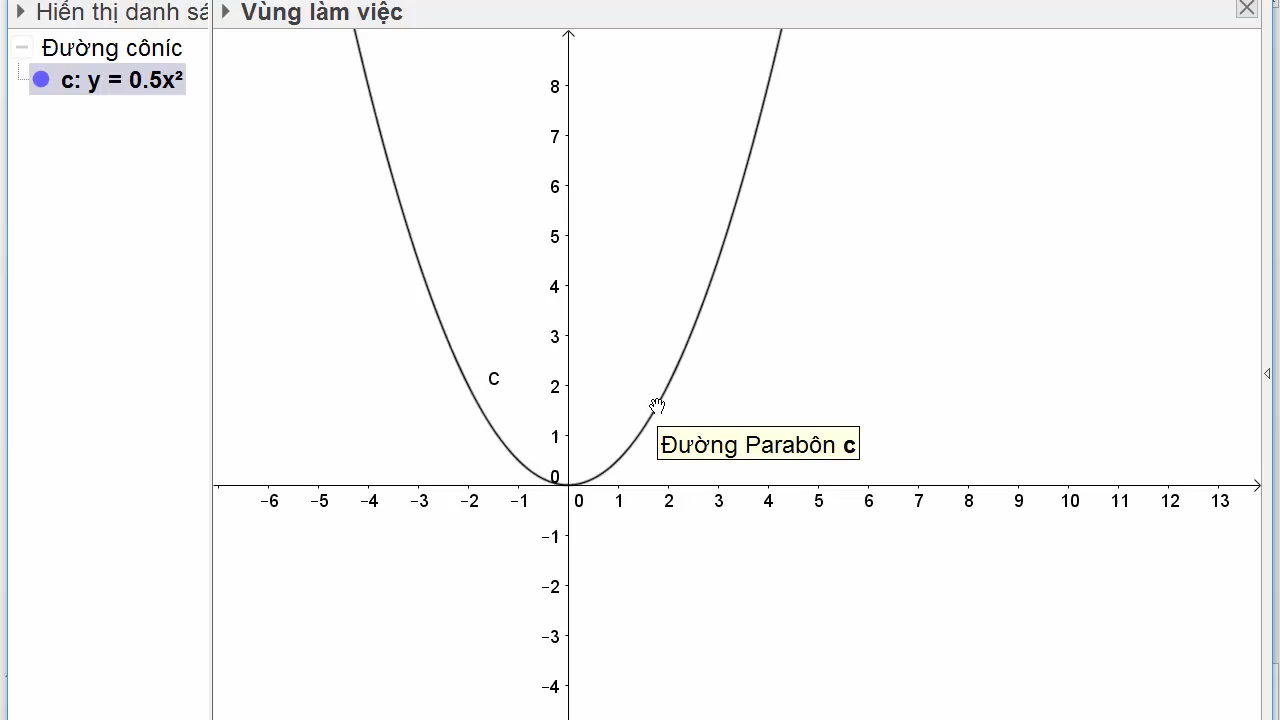 Hiển thị danh sá
Vùng làm việc
Đường côníc
c: y = 0.5x²
8
7
6
5
4
3
c
2
1
Đường Parabôn c
0
−6 −5 −4 −3 −2 −1 0 1 2 3 4 5 6 7 8 9 10 11 12 13
−1
−2
−3
−4